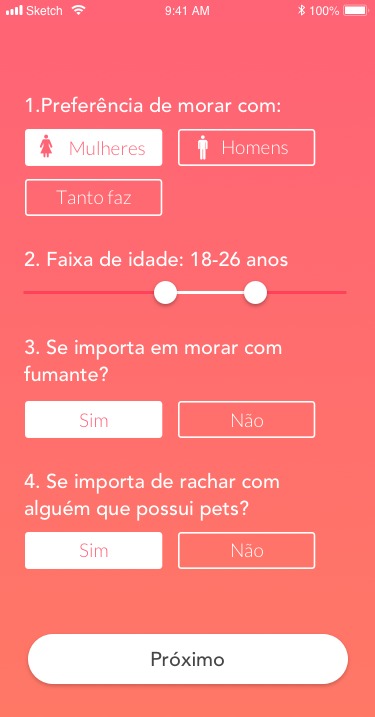 Sketch 9:41 AM 100%
1.Preferência de morar com:
Mulheres Homens
Tanto faz
2. Faixa de idade: 18-26 anos
3. Se importa em morar com
fumante?
Sim Não
4. Se importa de rachar com
alguém que possui pets?
Sim Não
Próximo